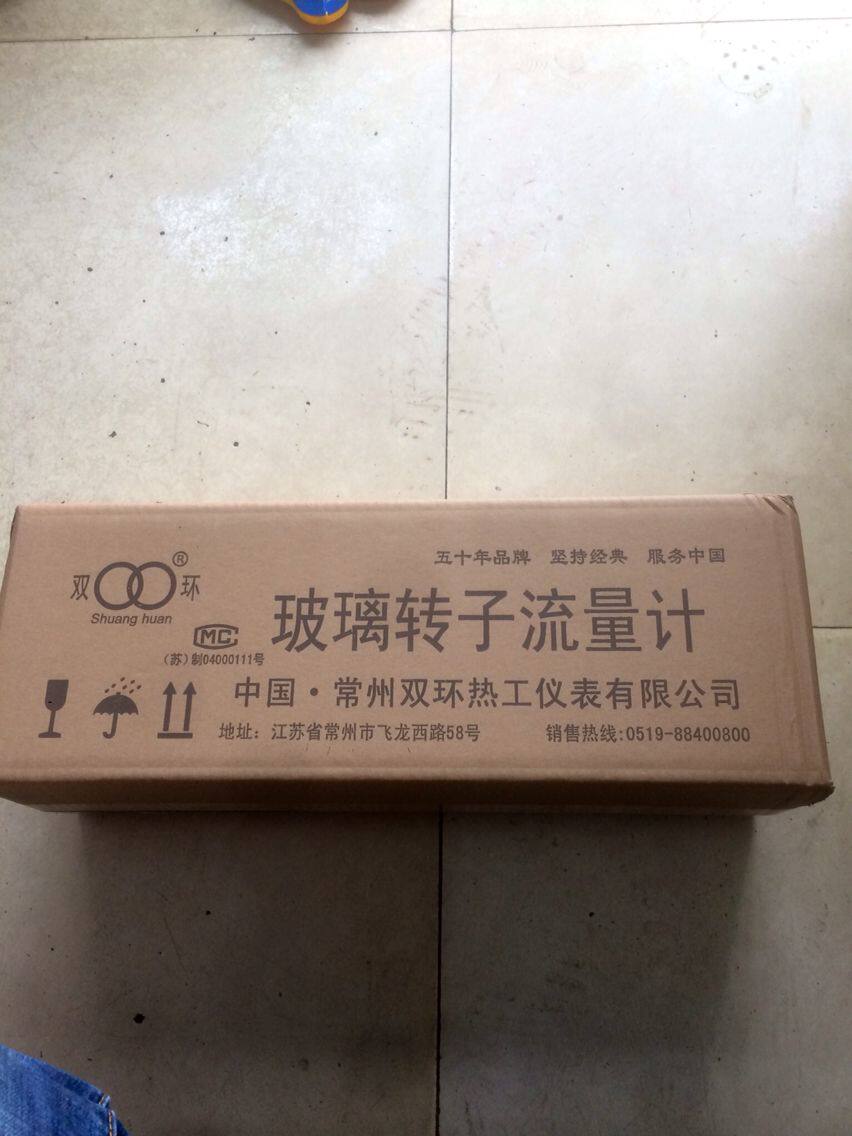 五十年品牌 坚持经典 服务中国
双 环 ®
Shuang huan
玻璃转子流量计
MC
(苏)制04000111号
中国·常州双环热工仪表有限公司
地址：江苏省常州市飞龙西路58号 销售热线:0519-88400800